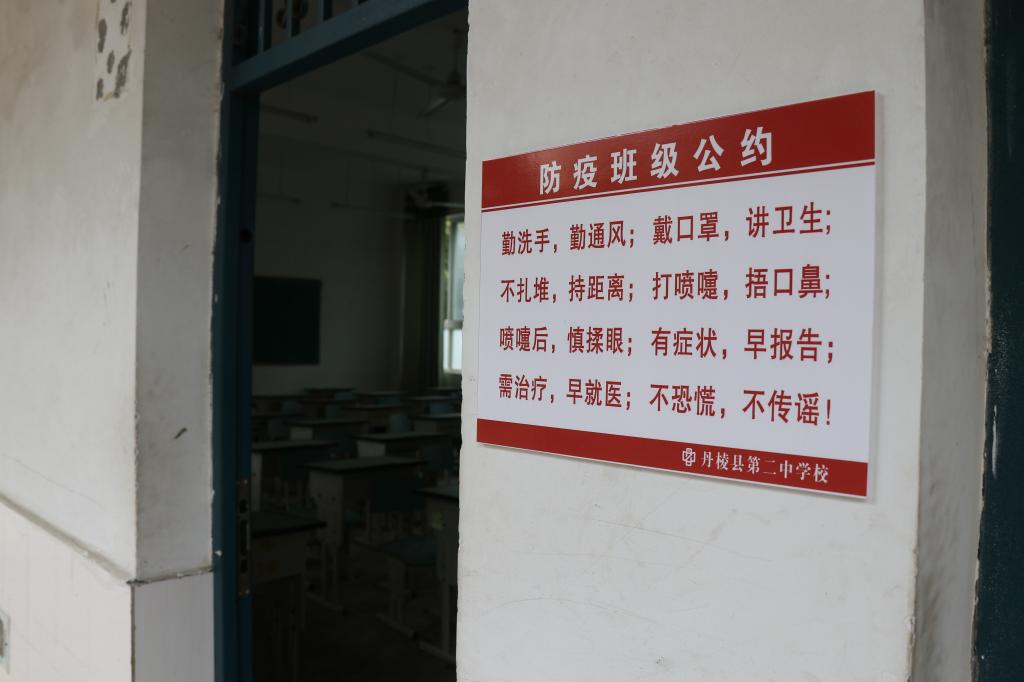 防疫班级公约
勤洗手，勤通风；戴口罩，讲卫生；
不扎堆，持距离；打喷嚏，捂口鼻；
喷嚏后，慎揉眼；有症状，早报告；
需治疗，早就医；不恐慌，不传谣！
丹棱县第二中学校